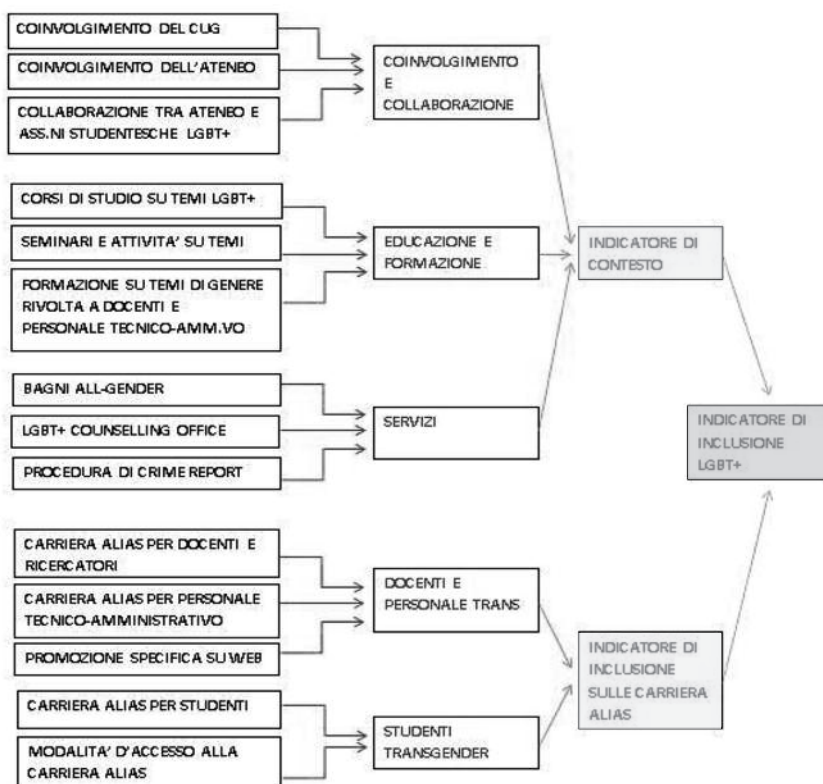 COINVOLGIMENTO DEL CUG
COINVOLGIMENTO DELL'ATENEO
COLLABORAZIONE TRA ATENEO E
ASS.NI STUDENTESCHE LGBT+
COINVOLGIMENTO
E
COLLABORAZIONE
CORSI DI STUDIO SU TEMI LGBT+
SEMINARI E ATTIVITA' SU TEMI
FORMAZIONE SU TEMI DI GENERE
RIVOLTA A DOCENTI E
PERSONALE TECNICO-AMM.VO
EDUCAZIONE E
FORMAZIONE
INDICATORE DI
CONTESTO
BAGNI ALL-GENDER
LGBT+ COUNSELLING OFFICE
PROCEDURA DI CRIME REPORT
SERVIZI
INDICATORE DI
INCLUSIONE
LGBT+
CARRIERA ALIAS PER DOCENTI E
RICERCATORI
CARRIERA ALIAS PER PERSONALE
TECNICO-AMMINISTRATIVO
PROMOZIONE SPECIFICA SU WEB
DOCENTI E
PERSONALE TRANS
CARRIERA ALIAS PER STUDENTI
MODALITA' D'ACCESSO ALLA
CARRIERA ALIAS
STUDENTI
TRANSGENDER
INDICATORE DI
INCLUSIONE
SULLE CARRIERA
ALIAS